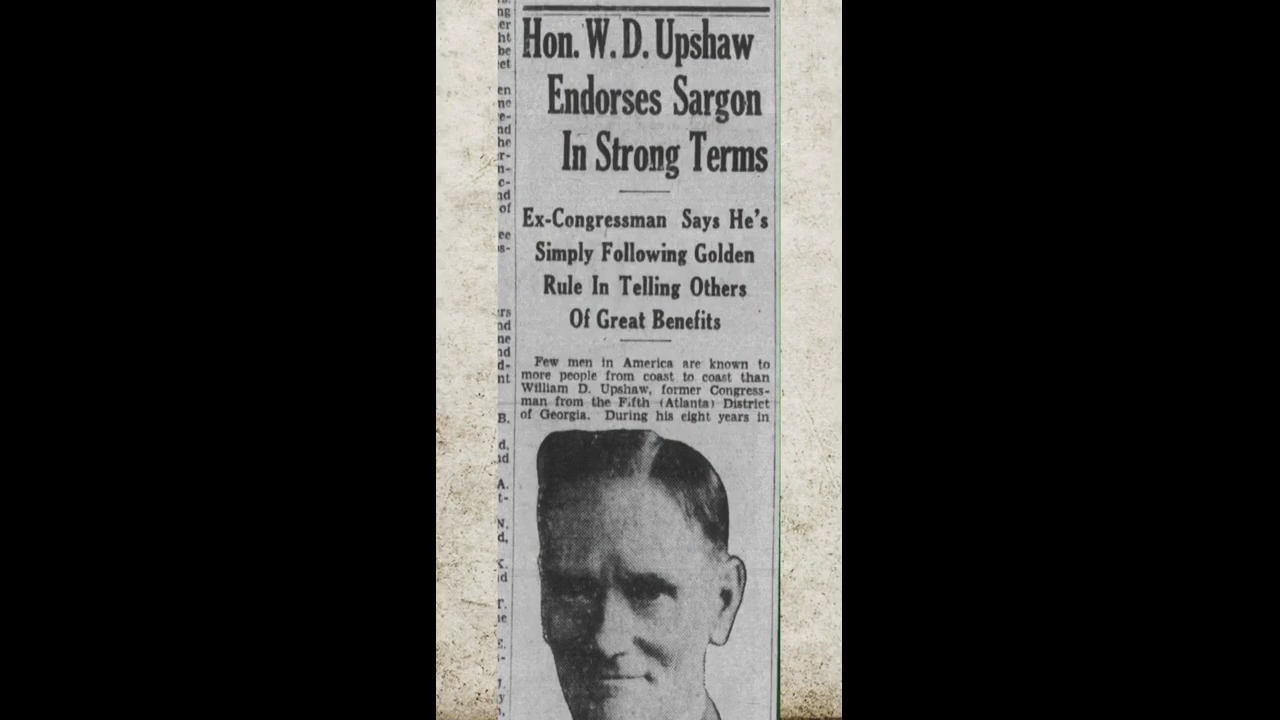 Hon. W. D. Upshaw
Endorses Sargon
In Strong Terms
Ex-Congressman Says He's
Simply Following Golden
Rule In Telling Others
Of Great Benefits
Few men in America are known to
more people from coast to coast than
William D. Upshaw, former Congress-
man from the Fifth (Atlanta) District
of Georgia. During his eight years in